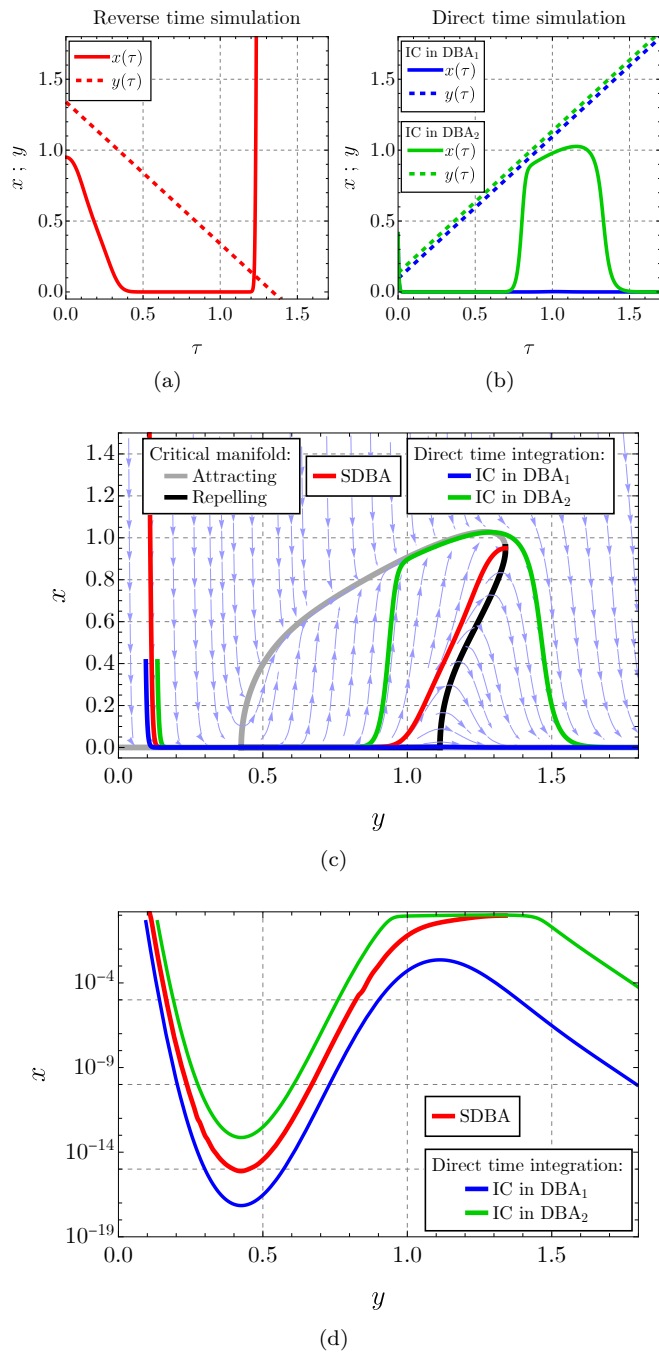 Reverse time simulation
x(τ)
y(τ)
x ; y
1.5
1.0
0.5
0.0
0.0 0.5 1.0 1.5
τ
(a)
Direct time simulation
IC in DBA₁
x(τ)
y(τ)
IC in DBA₂
x(τ)
y(τ)
x ; y
1.5
1.0
0.5
0.0
0.0 0.5 1.0 1.5
τ
(b)
Critical manifold:
Attracting
Repelling
SDBA
Direct time integration:
IC in DBA₁
IC in DBA₂
x
1.4
1.2
1.0
0.8
0.6
0.4
0.2
0.0
0.0 0.5 1.0 1.5
y
(c)
x
10⁻⁴
10⁻⁹
10⁻¹⁴
10⁻¹⁹
SDBA
Direct time integration:
IC in DBA₁
IC in DBA₂
0.0 0.5 1.0 1.5
y
(d)